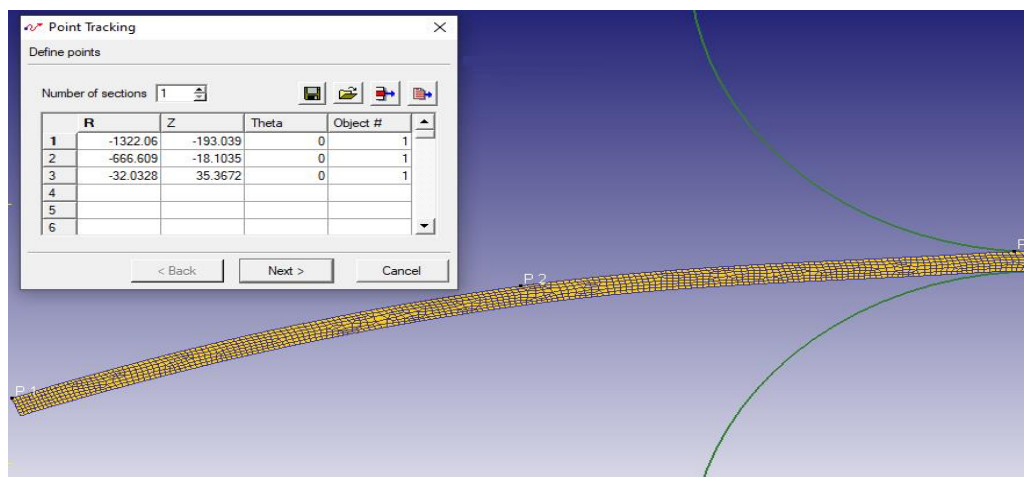 Point Tracking
Define points
Number of sections 1
R Z Theta Object #
1 -1322.06 -193.039 0 1
2 -666.609 -18.1035 0 1
3 -32.0328 35.3672 0 1
4
5
6
< Back Next > Cancel
P
P 2
P 1